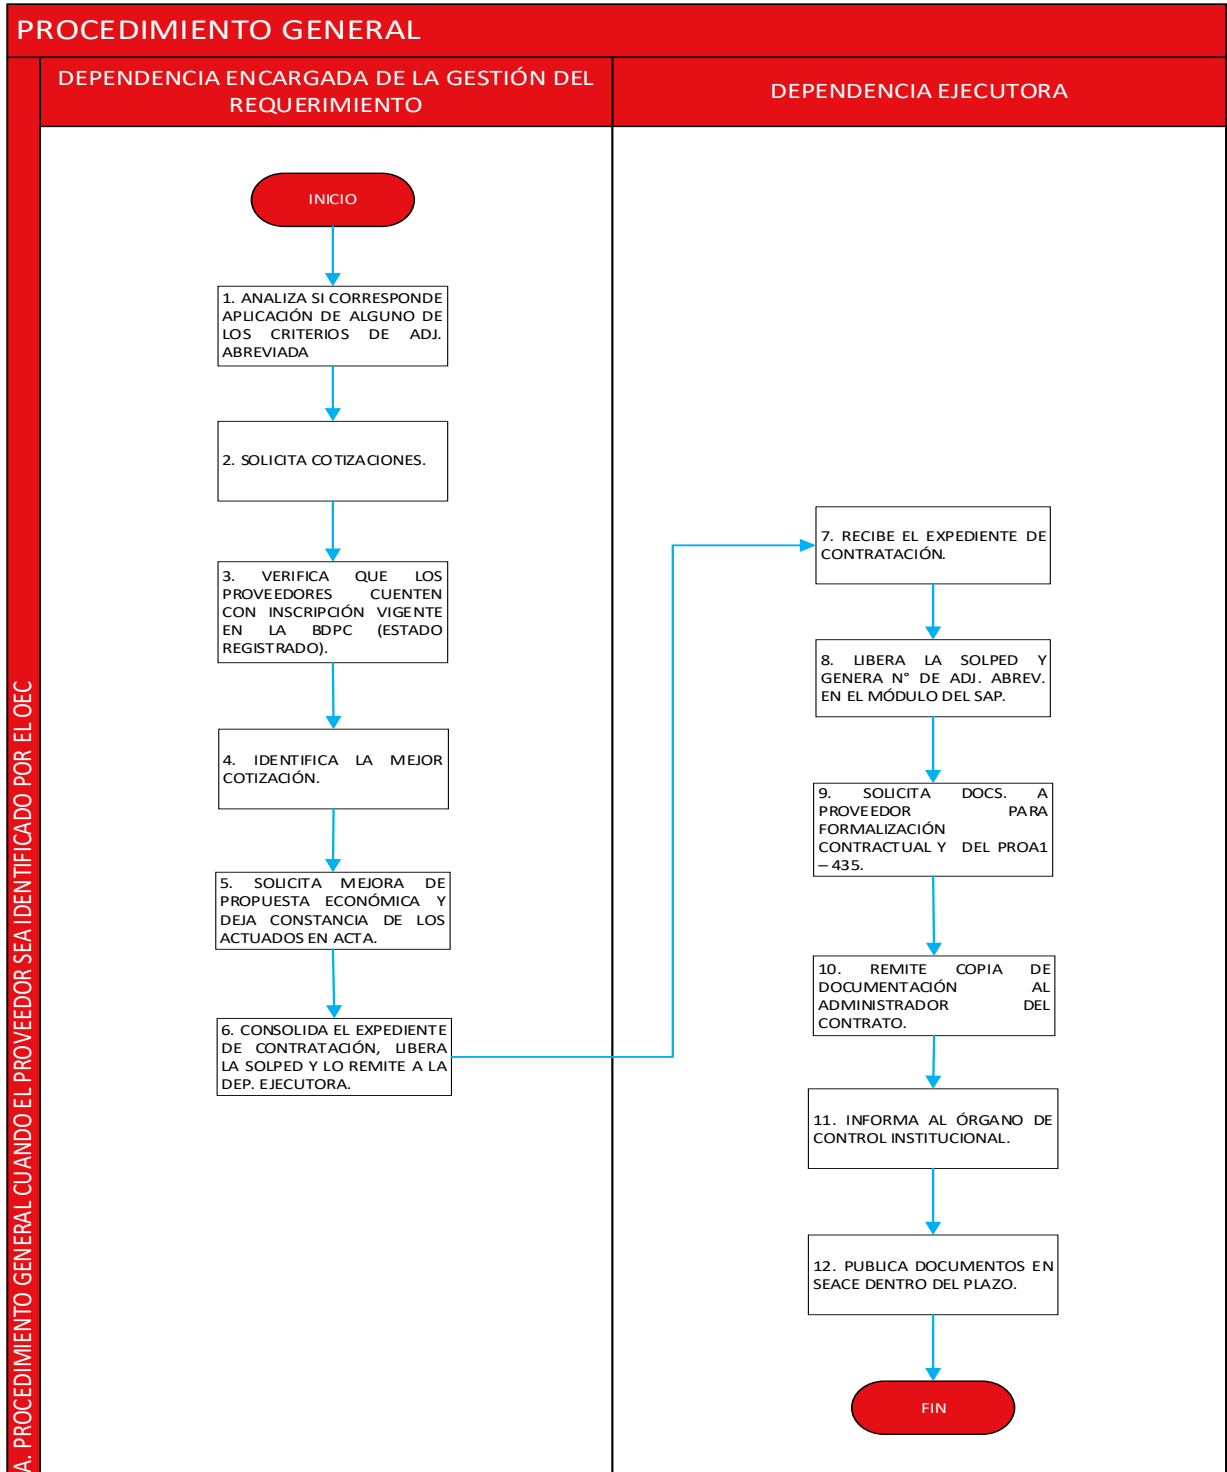 PROCEDIMIENTO GENERAL
A. PROCEDIMIENTO GENERAL CUANDO EL PROVEEDOR SEA IDENTIFICADO POR EL OEC
DEPENDENCIA ENCARGADA DE LA GESTIÓN DEL
REQUERIMIENTO
DEPENDENCIA EJECUTORA
INICIO
1. ANALIZA SI CORRESPONDE
APLICACIÓN DE ALGUNO DE
LOS CRITERIOS DE ADJ.
ABREVIADA
2. SOLICITA COTIZACIONES.
3. VERIFICA QUE LOS
PROVEEDORES CUENTEN
CON INSCRIPCIÓN VIGENTE
EN LA BDPC (ESTADO
REGISTRADO).
4. IDENTIFICA LA MEJOR
COTIZACIÓN.
5. SOLICITA MEJORA DE
PROPUESTA ECONÓMICA Y
DEJA CONSTANCIA DE LOS
ACTUADOS EN ACTA.
6. CONSOLIDA EL EXPEDIENTE
DE CONTRATACIÓN, LIBERA
LA SOLPED Y LO REMITE A LA
DEP. EJECUTORA.
7. RECIBE EL EXPEDIENTE DE
CONTRATACIÓN.
8. LIBERA LA SOLPED Y
GENERA N° DE ADJ. ABREV.
EN EL MÓDULO DEL SAP.
9. SOLICITA DOCS. A
PROVEEDOR PARA
FORMALIZACIÓN
CONTRACTUAL Y DEL PROA1
– 435.
10. REMITE COPIA DE
DOCUMENTACIÓN AL
ADMINISTRADOR DEL
CONTRATO.
11. INFORMA AL ÓRGANO DE
CONTROL INSTITUCIONAL.
12. PUBLICA DOCUMENTOS EN
SEACE DENTRO DEL PLAZO.
FIN